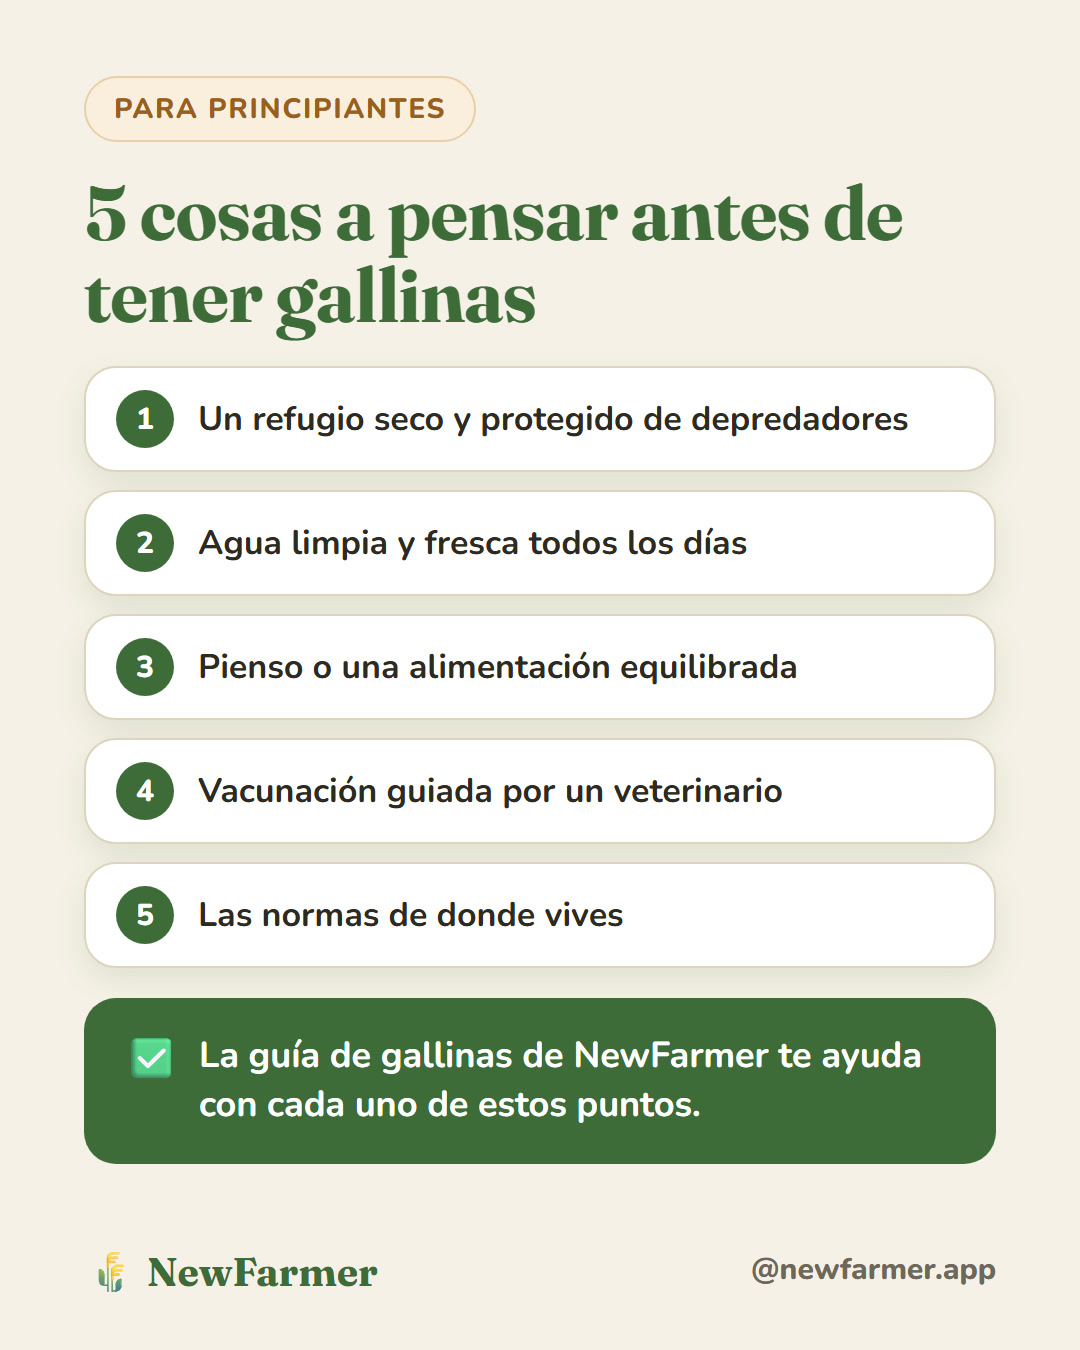 PARA PRINCIPIANTES
5 cosas a pensar antes de
tener gallinas
1 Un refugio seco y protegido de depredadores
2 Agua limpia y fresca todos los días
3 Pienso o una alimentación equilibrada
4 Vacunación guiada por un veterinario
5 Las normas de donde vives
La guía de gallinas de NewFarmer te ayuda
con cada uno de estos puntos.
NewFarmer
@newfarmer.app